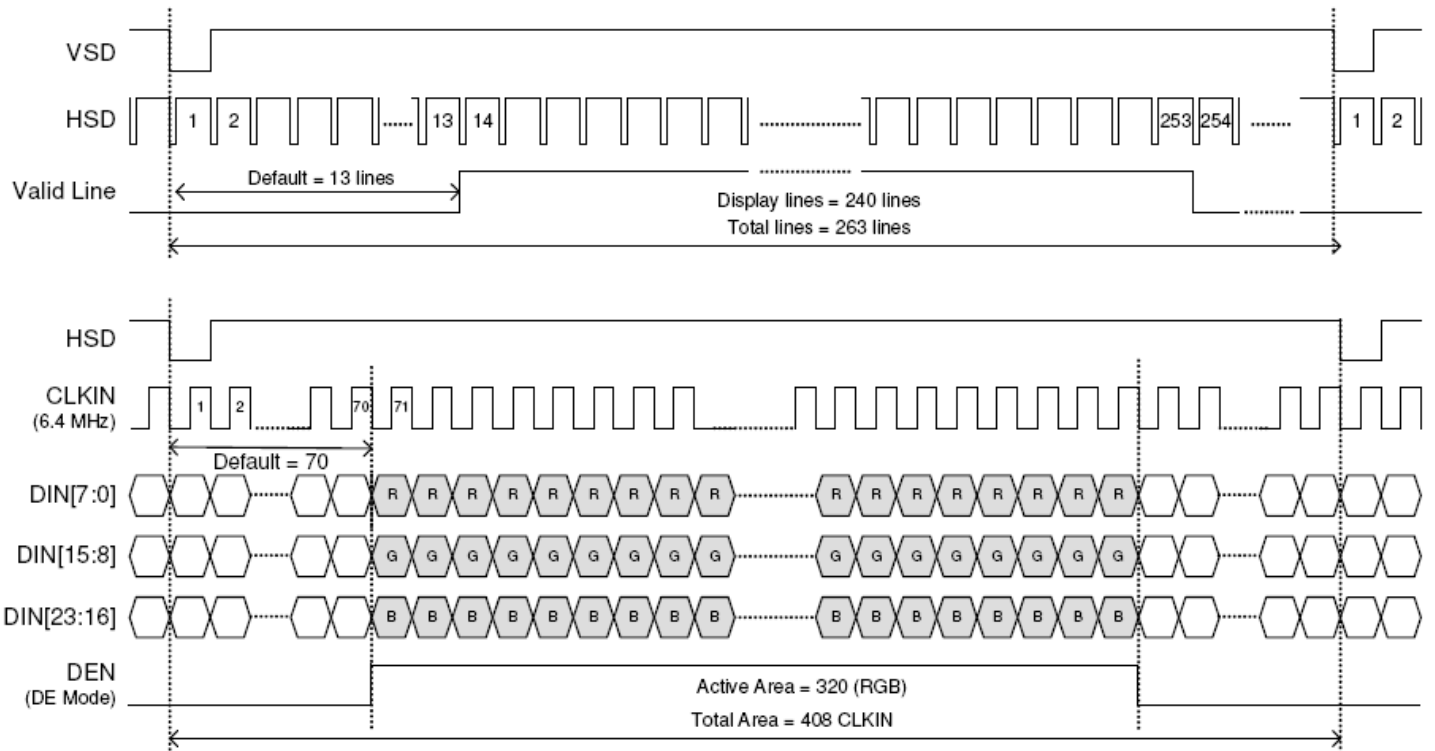 VSD
HSD 1 2 13 14 253 254 1 2
Default = 13 lines
Valid Line
Display lines = 240 lines
Total lines = 263 lines
HSD
CLKIN 1 2 70 71
(6.4 MHz)
Default = 70
DIN[7:0] R R R R R R R R R R R R R R R R R
DIN[15:8] G G G G G G G G G G G G G G G G G
DIN[23:16] B B B B B B B B B B B B B B B B B
DEN
(DE Mode)
Active Area = 320 (RGB)
Total Area = 408 CLKIN